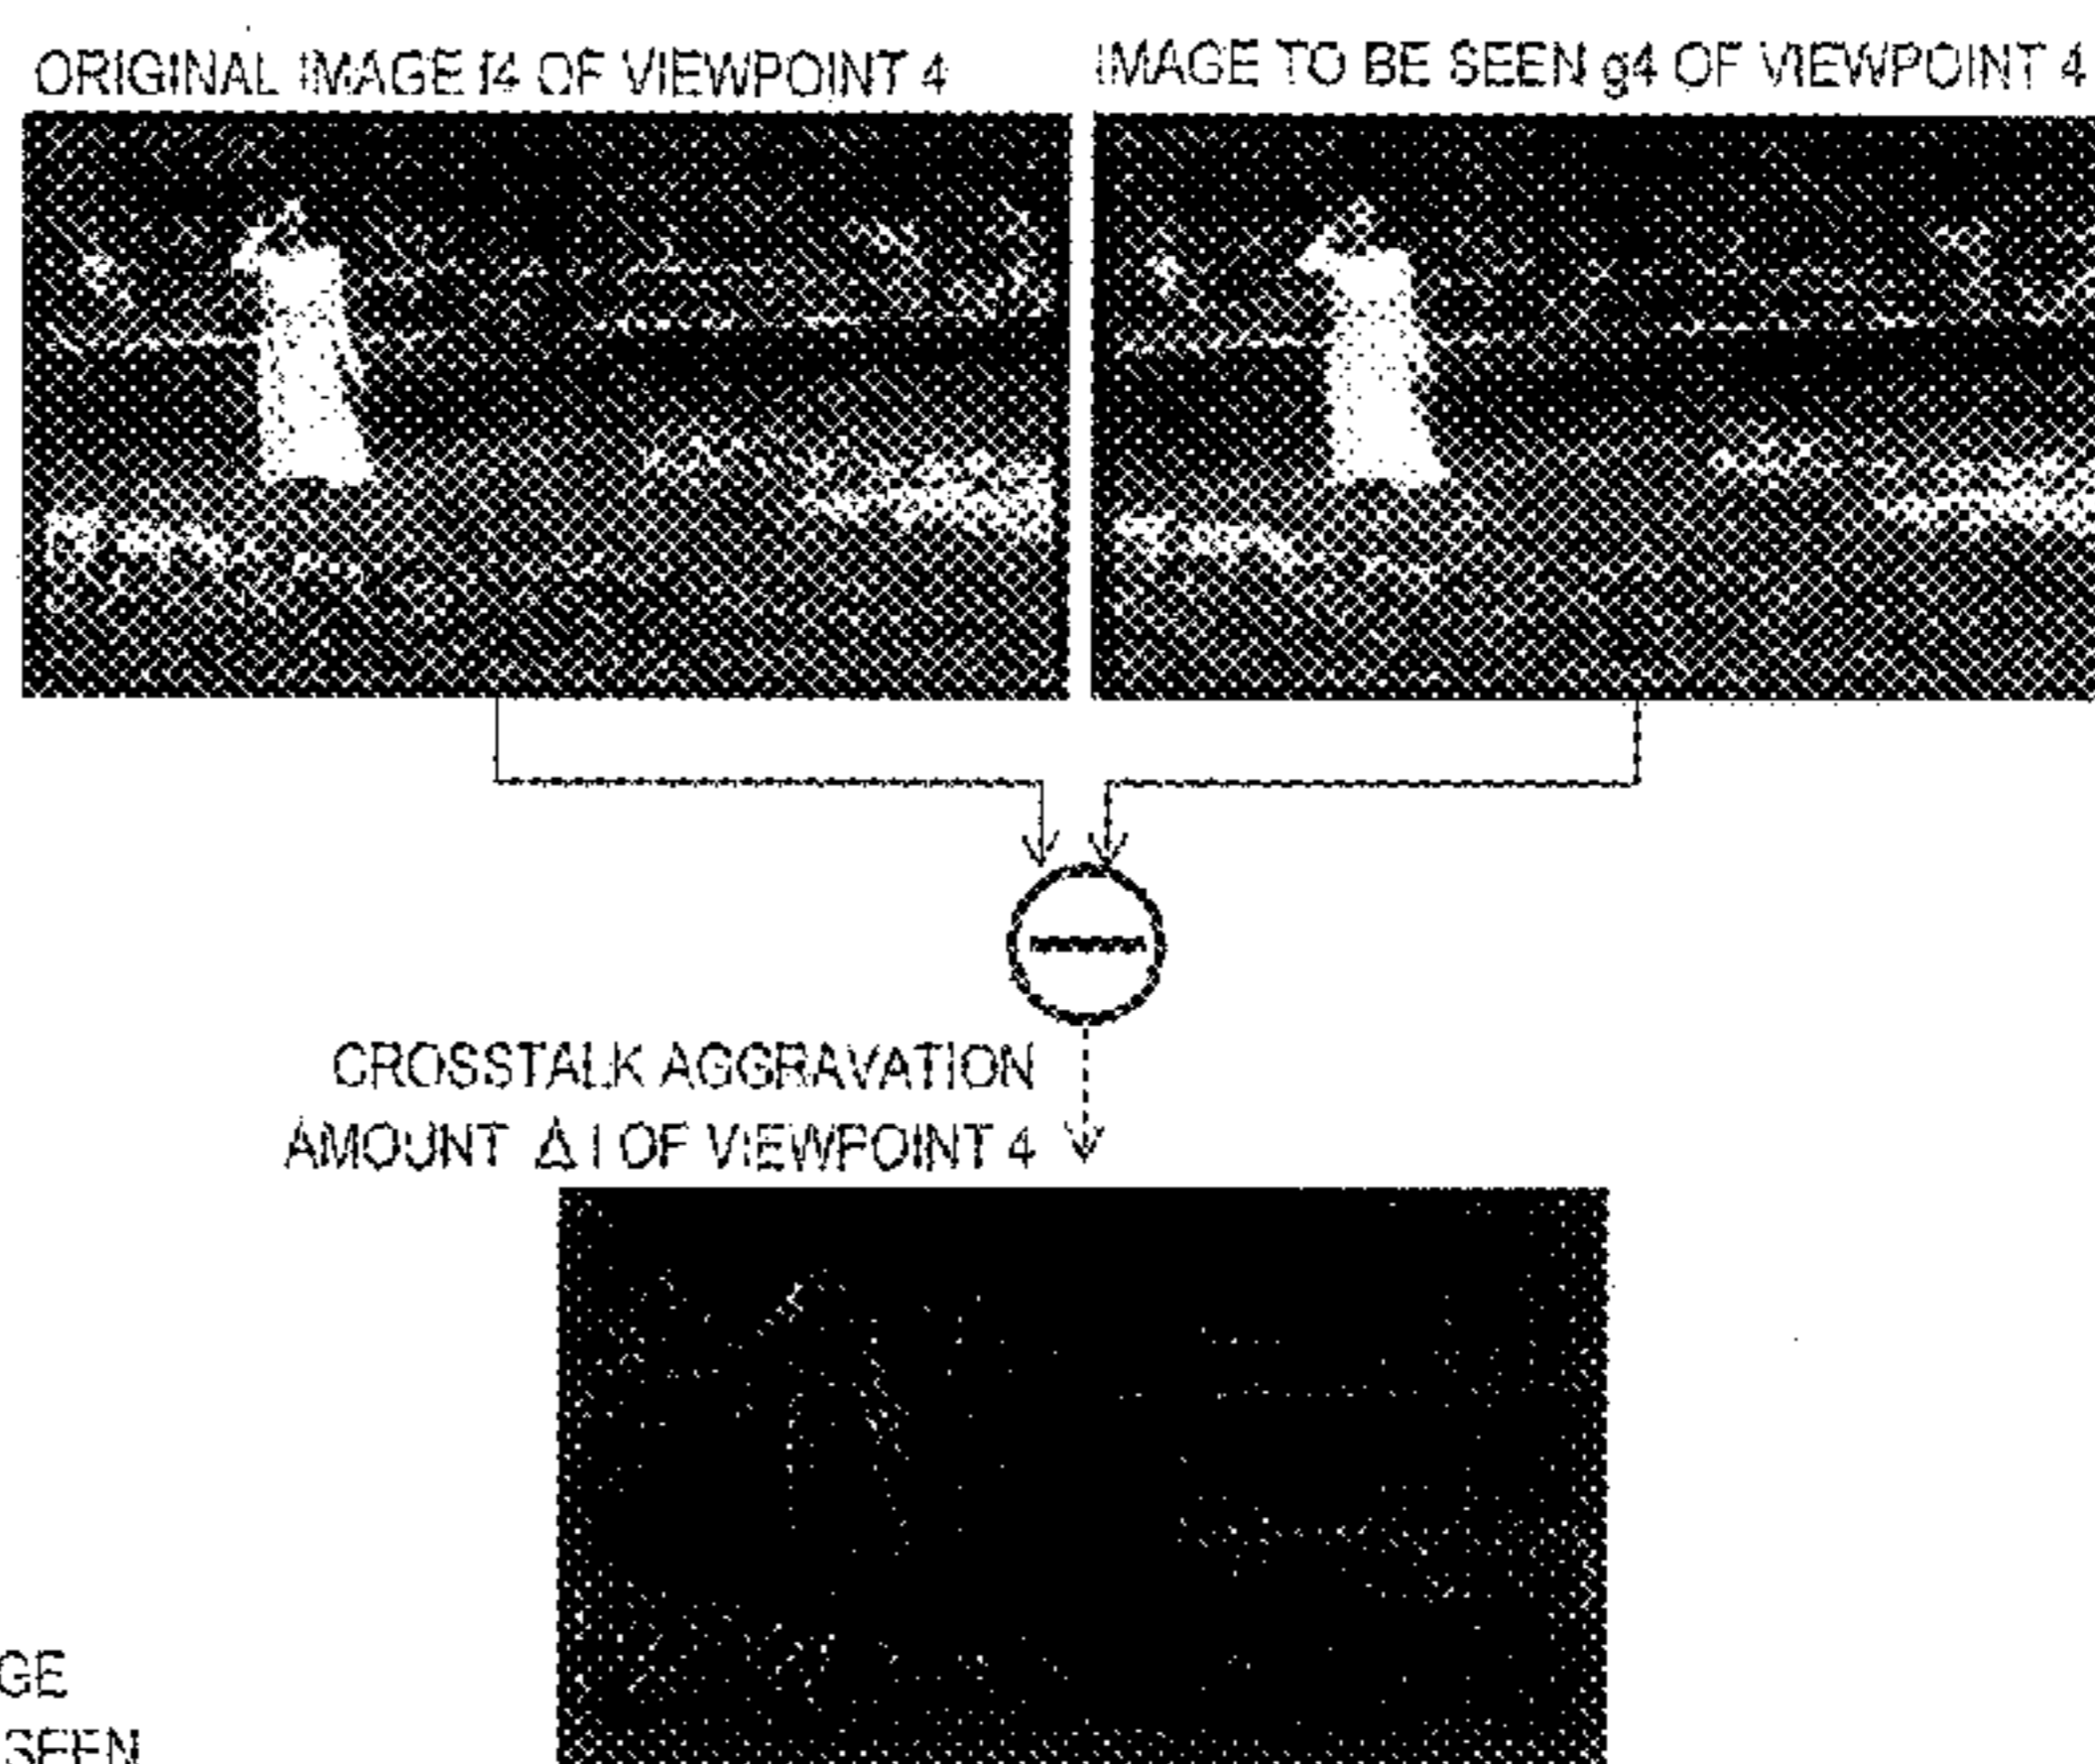 ORIGINAL IMAGE f4 OF VIEWPOINT 4
IMAGE TO BE SEEN g4 OF VIEWPOINT 4
CROSSTALK AGGRAVATION
AMOUNT Δ I OF VIEWPOINT 4
GE
SEEN